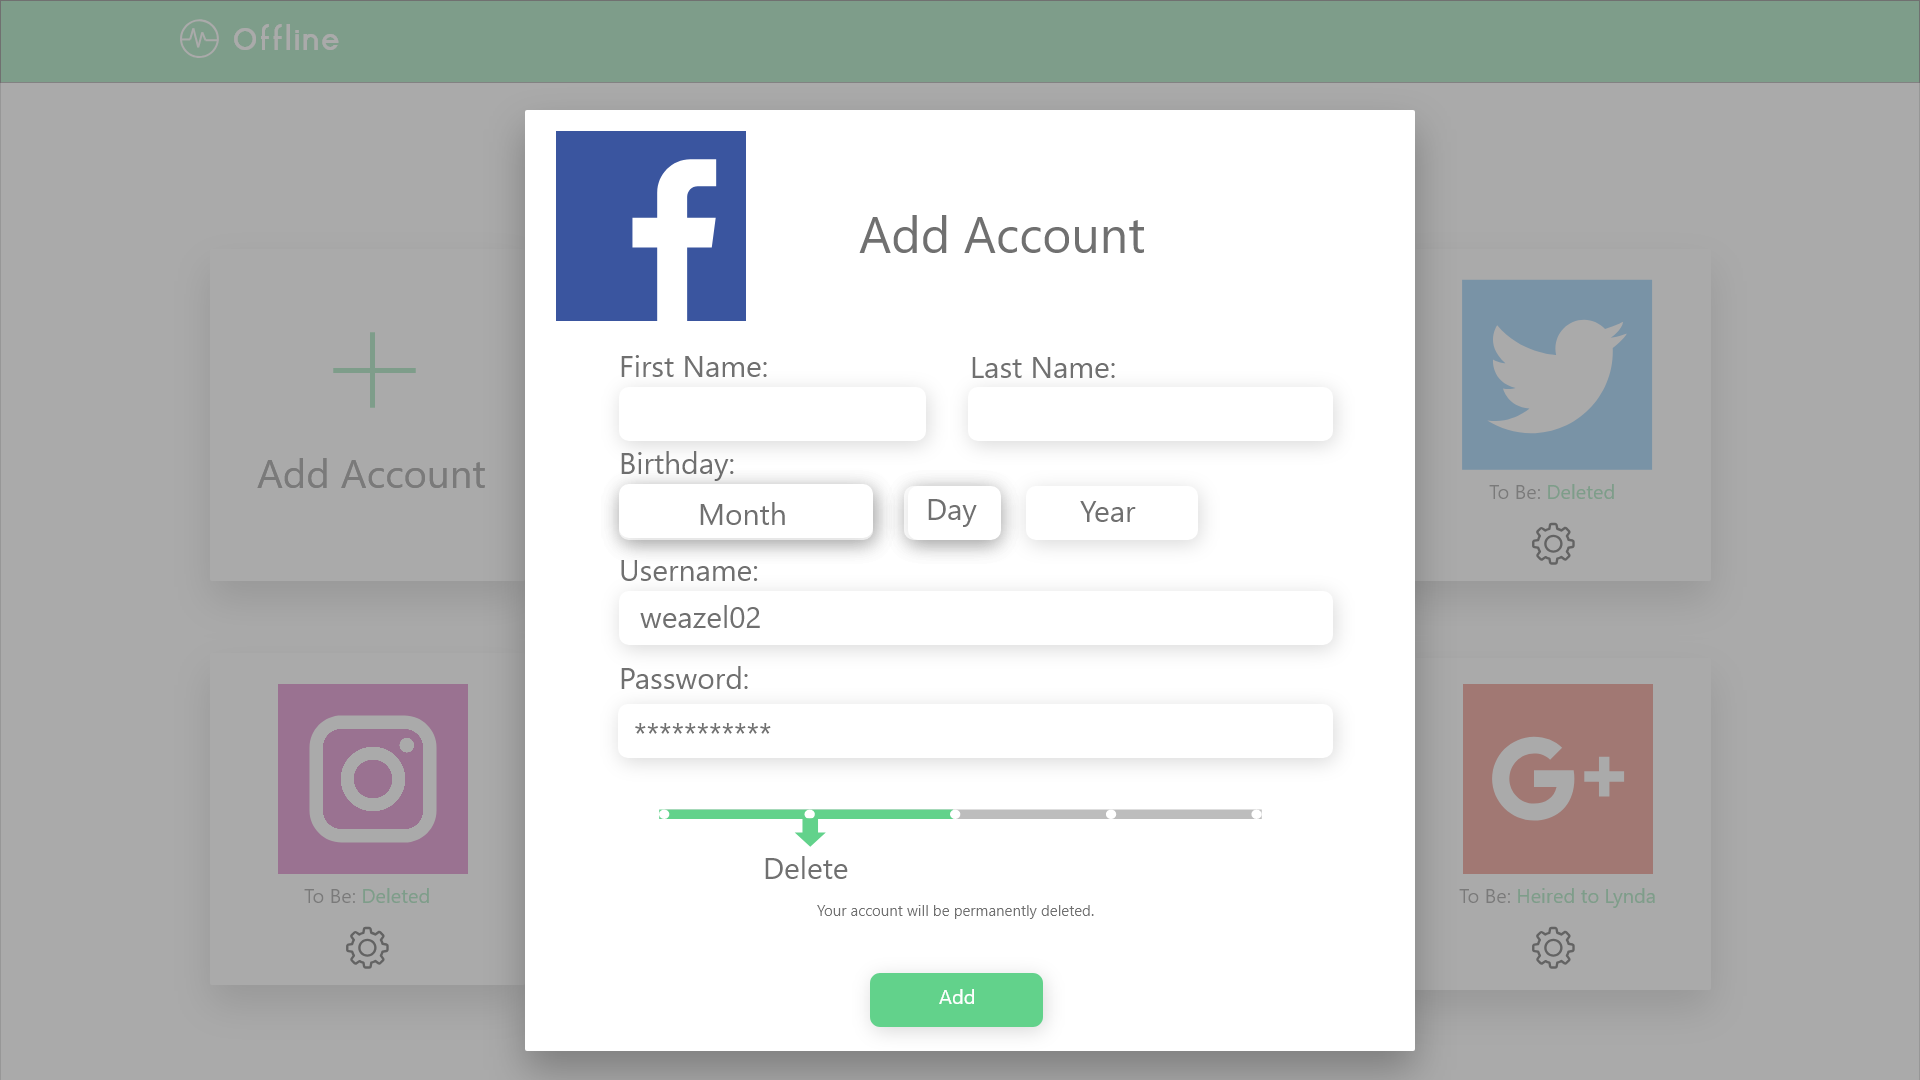 Offline
Add Account
First Name:
Last Name:
Birthday:
Month
Day
Year
Username:
weazel02
Password:
***********
Delete
Your account will be permanently deleted.
Add
Add Account
To Be: Deleted
To Be: Deleted
To Be: Heired to Lynda